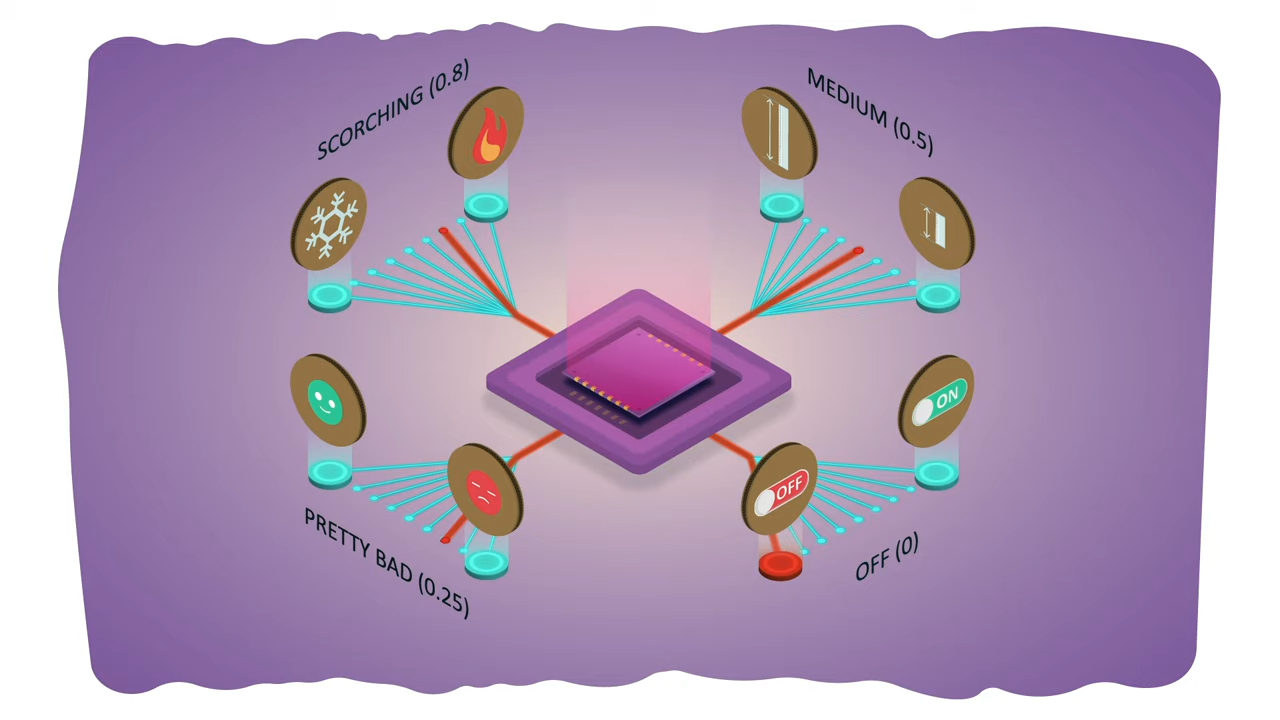 SCORCHING (0.8)
MEDIUM (0.5)
ON
OFF
PRETTY BAD (0.25)
OFF (0)